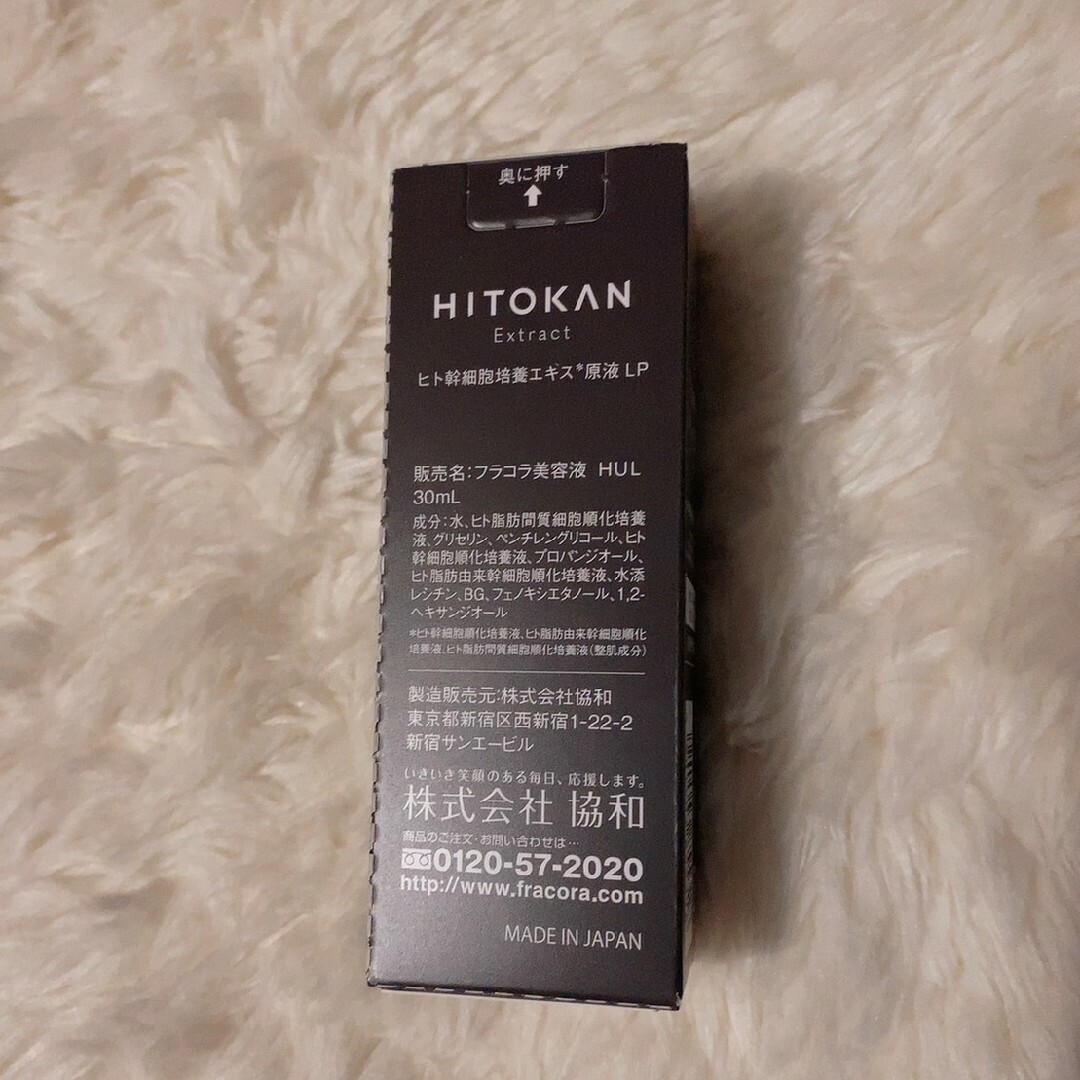 奥に押す
HITOKAN
Extract
ヒト幹細胞培養エキス*原液 LP
販売名:フラコラ美容液 HUL
30mL
成分:水、ヒト脂肪間質細胞順化培養
液、グリセリン、ペンチレングリコール、ヒト
幹細胞順化培養液、プロパンジオール、
ヒト脂肪由来幹細胞順化培養液、水添
レシチン、BG、フェノキシエタノール、1,2-
ヘキサンジオール
*ヒト幹細胞順化培養液、ヒト脂肪由来幹細胞順化
培養液、ヒト脂肪間質細胞順化培養液(整肌成分)
製造販売元:株式会社協和
東京都新宿区西新宿1-22-2
新宿サンエービル
いきいき笑顔のある毎日、応援します。
株式会社 協和
商品のご注文・お問い合わせは…
0120-57-2020
http://www.fracora.com
MADE IN JAPAN